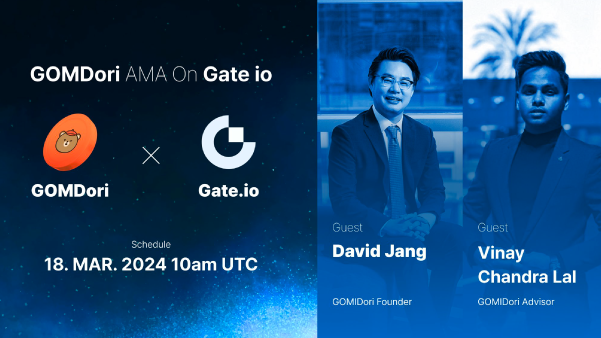 GOMDori AMA On Gate io
GOMDori
Gate.io
Schedule
18. MAR. 2024 10am UTC
Guest
David Jang
GOMIDori Founder
Guest
Vinay
Chandra Lal
GOMIDori Advisor